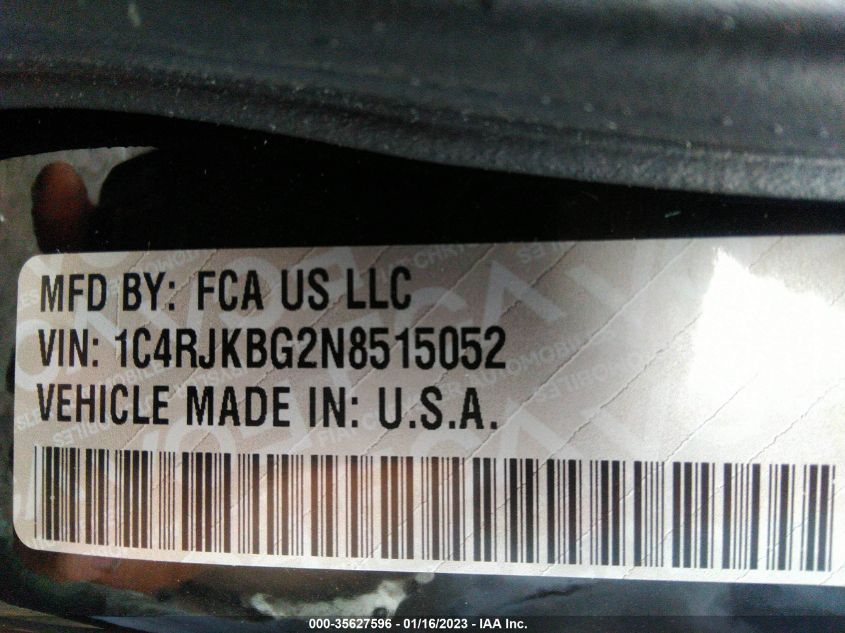 MFD BY: FCA US LLC
VIN: 1C4RJKBG2N8515052
VEHICLE MADE IN: U.S.A.
000-35627596 - 01/16/2023 - IAA Inc.